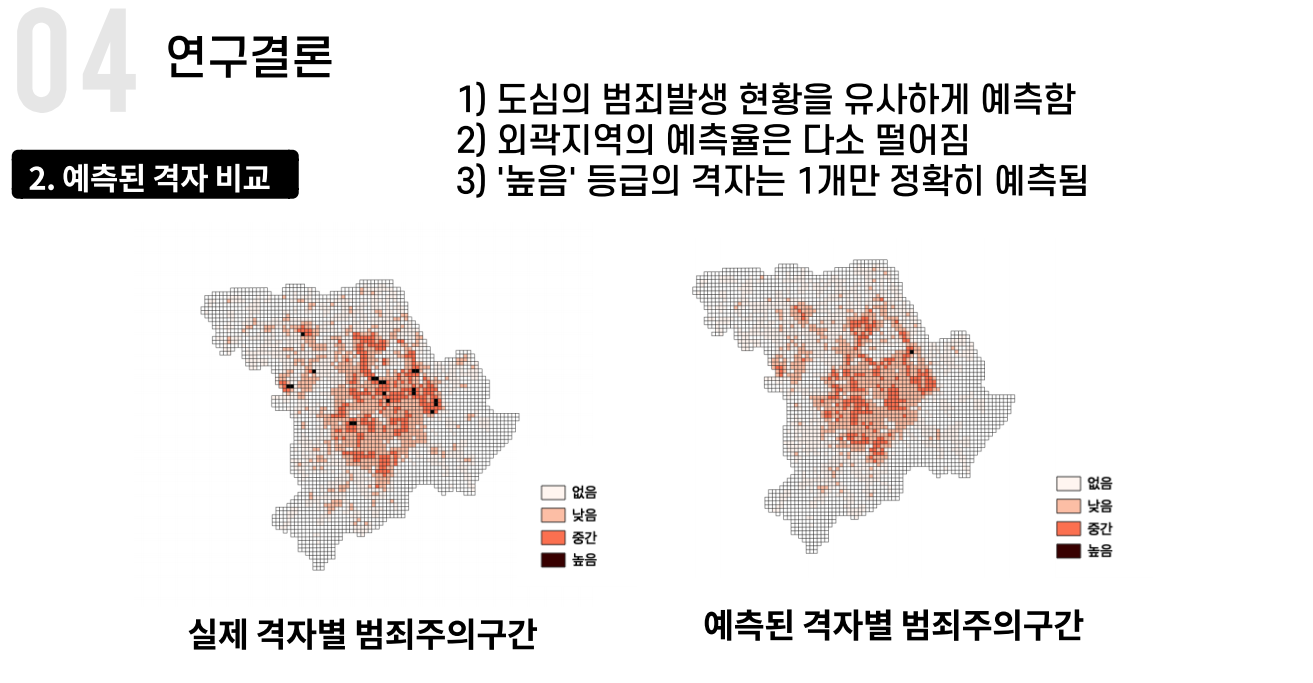 04 연구결론
1) 도심의 범죄발생 현황을 유사하게 예측함
2) 외곽지역의 예측율은 다소 떨어짐
3) '높음' 등급의 격자는 1개만 정확히 예측됨
2. 예측된 격자 비교
없음
낮음
중간
높음
실제 격자별 범죄주의구간
없음
낮음
중간
높음
예측된 격자별 범죄주의구간